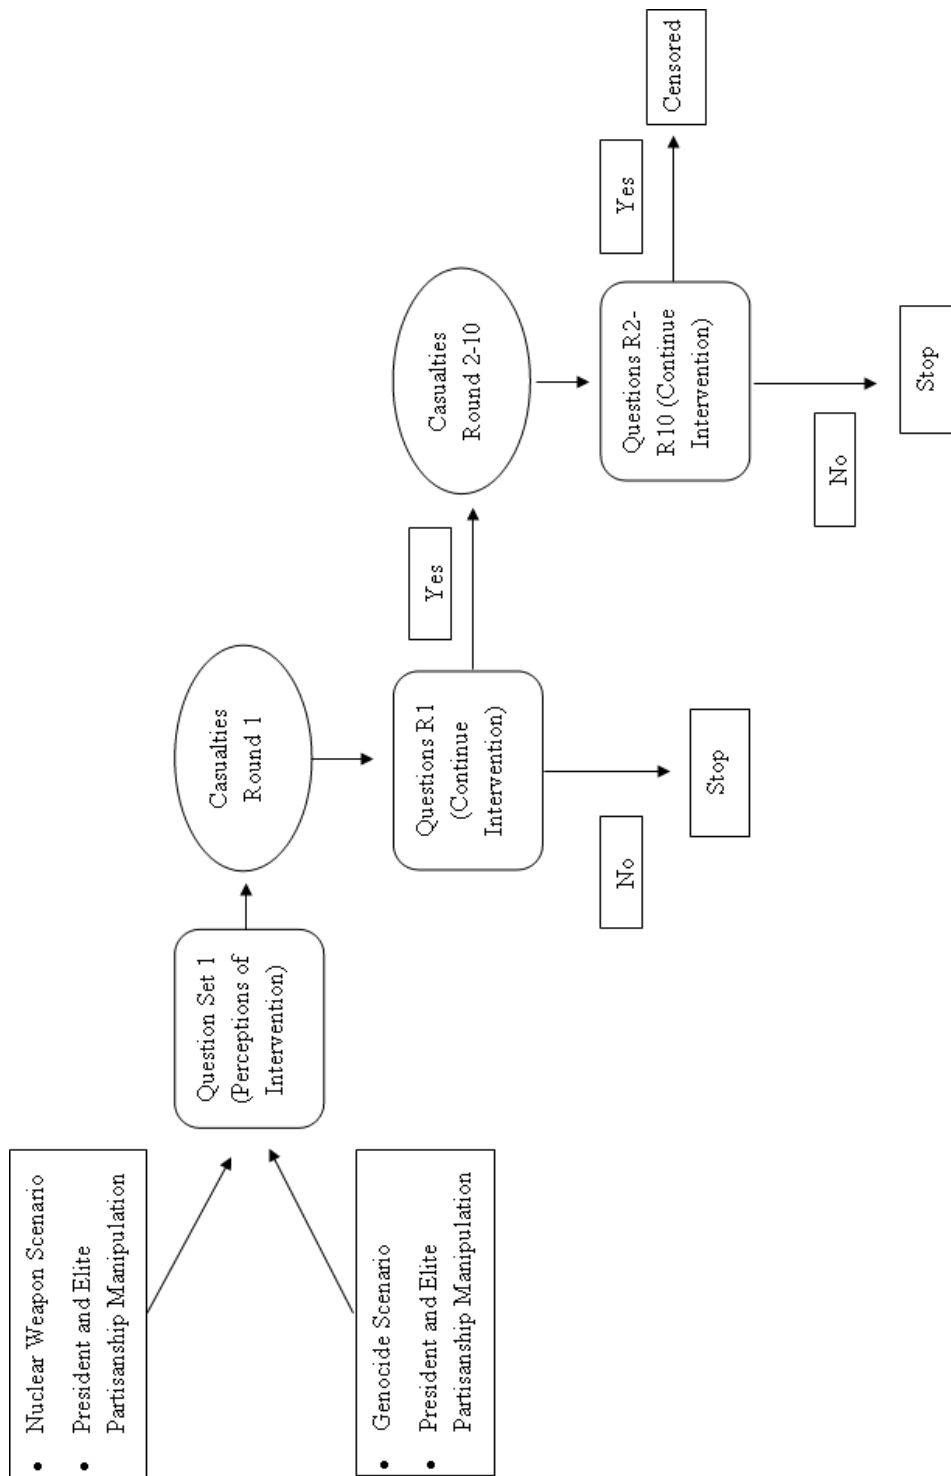 Nuclear Weapon Scenario
President and Elite
Partisanship Manipulation
Genocide Scenario
President and Elite
Partisanship Manipulation
Question Set 1
(Perceptions of
Intervention)
Casualties
Round 1
Questions R1
(Continue
Intervention)
No
Stop
Yes
Casualties
Round 2-10
Questions R2-
R10 (Continue
Intervention)
No
Stop
Yes
Censored